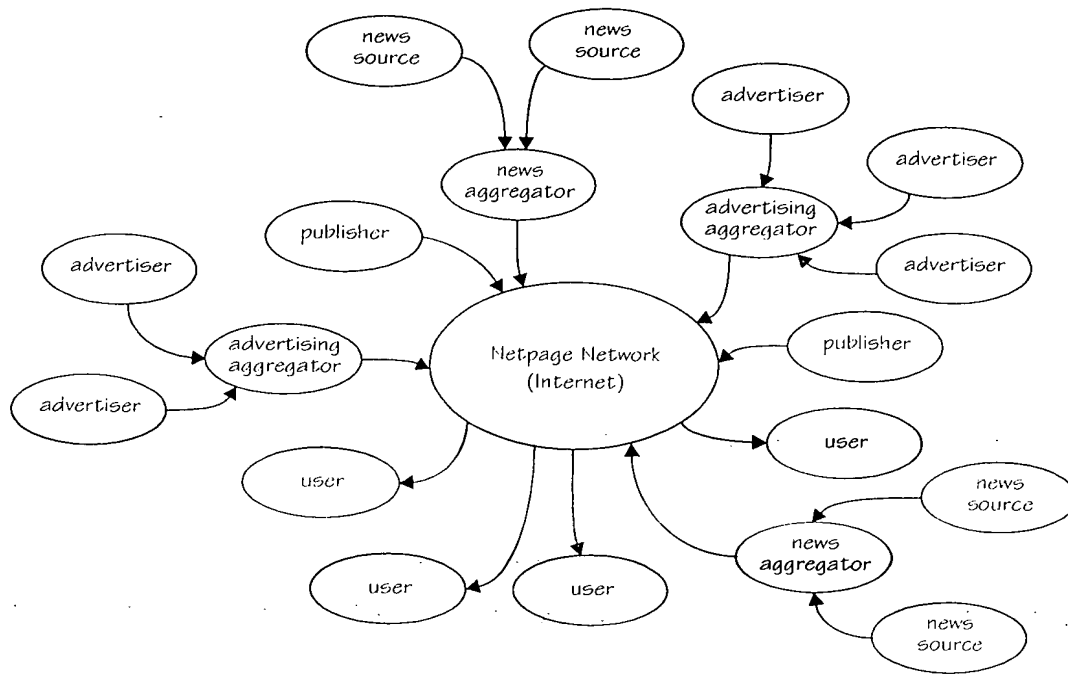 news
source
news
source
advertiser
advertiser
news
aggregator
advertising
aggregator
publisher
advertiser
advertiser
advertising
aggregator
Netpage Network
(Internet)
publisher
advertiser
user
user
news
source
news
aggregator
user
user
news
source